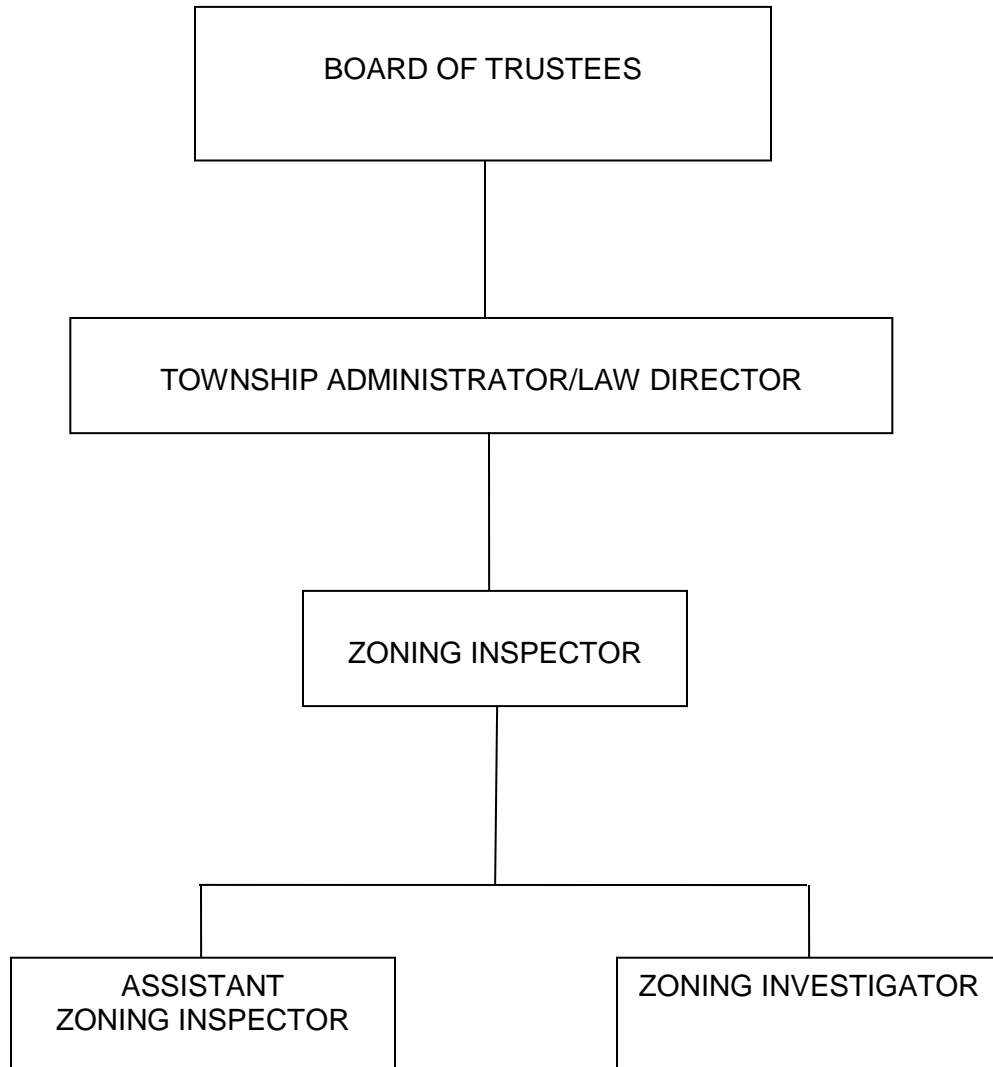 BOARD OF TRUSTEES
TOWNSHIP ADMINISTRATOR/LAW DIRECTOR
ZONING INSPECTOR
ASSISTANT
ZONING INSPECTOR
ZONING INVESTIGATOR